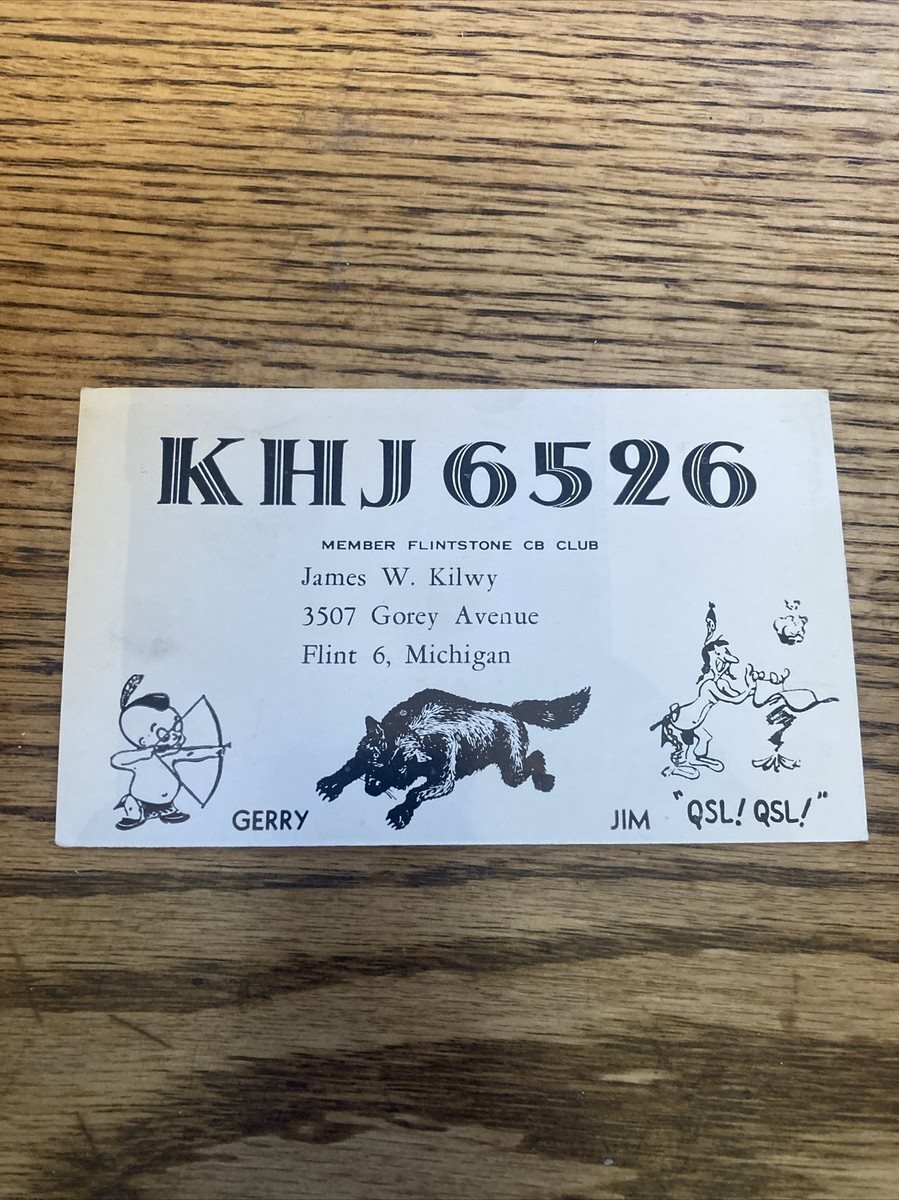 KHJ 6526
MEMBER FLINTSTONE CB CLUB
James W. Kilwy
3507 Gorey Avenue
Flint 6, Michigan
GERRY
JIM "QSL! QSL!"